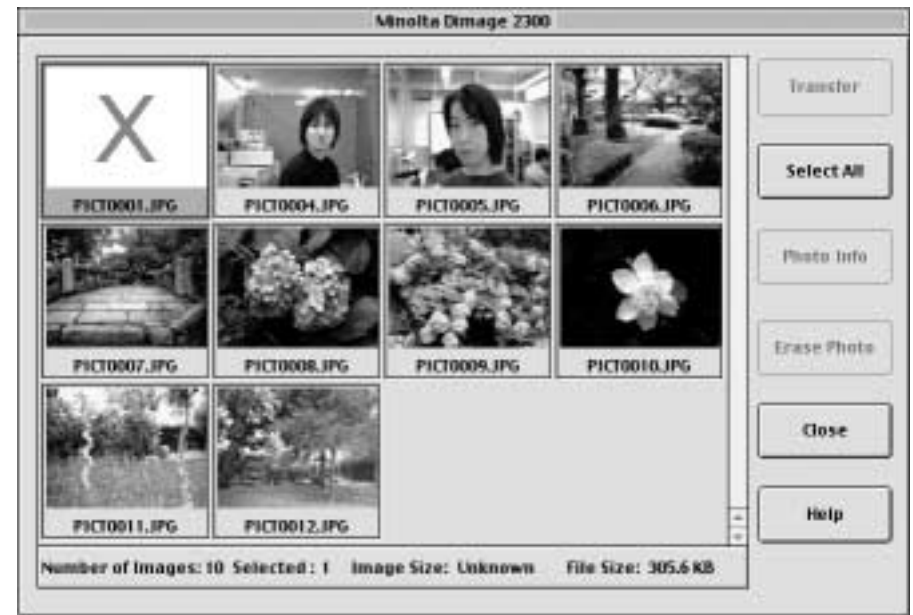 Minolta Dimage 2300
X
PICT0001.JPG
PICT0004.JPG
PICT0005.JPG
PICT0006.JPG
PICT0007.JPG
PICT0008.JPG
PICT0009.JPG
PICT0010.JPG
PICT0011.JPG
PICT0012.JPG
Number of Images: 10 Selected : 1 Image Size: Unknown File Size: 305.6 KB
Transfer
Select All
Photo Info
Erase Photo
Close
Help